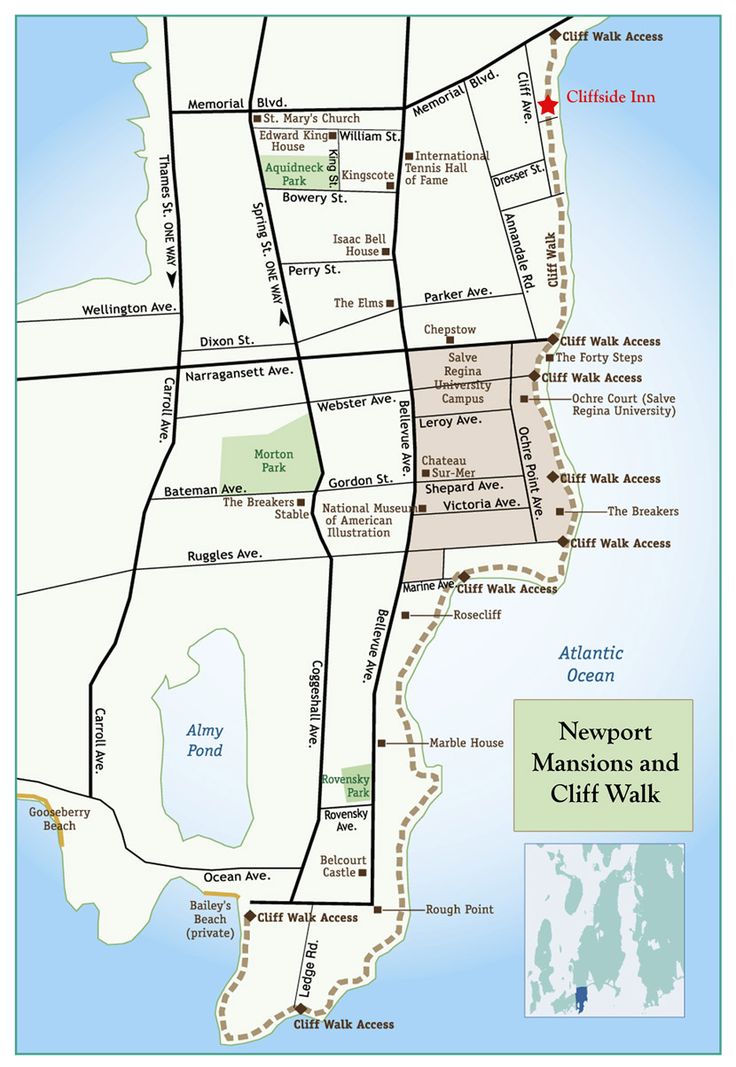 Cliff Walk Access
Cliff Ave.
Cliffside Inn
Memorial Blvd.
Memorial Blvd.
St. Mary's Church
Edward King
House
William St.
King St.
Aquidneck
Park
Kingscote
International
Tennis Hall
of Fame
Dresser St.
Bowery St.
Thames St. ONE WAY
Spring St. ONE WAY
Annandale Rd.
Cliff Walk
Isaac Bell
House
Perry St.
The Elms
Parker Ave.
Wellington Ave.
Dixon St.
Chepstow
Cliff Walk Access
The Forty Steps
Salve
Regina
University
Campus
Narragansett Ave.
Cliff Walk Access
Carroll Ave.
Webster Ave.
Bellevue Ave.
Ochre Court (Salve
Regina University)
Leroy Ave.
Ochre Point Ave.
Morton
Park
Chateau
Sur-Mer
Gordon St.
Cliff Walk Access
Bateman Ave.
Shepard Ave.
The Breakers
Stable
National Museum
of American
Illustration
Victoria Ave.
The Breakers
Cliff Walk Access
Ruggles Ave.
Marine Ave.
Cliff Walk Access
Bellevue Ave.
Rosecliff
Atlantic
Ocean
Coggeshall Ave.
Carroll Ave.
Almy
Pond
Marble House
Newport
Mansions and
Cliff Walk
Rovensky
Park
Gooseberry
Beach
Rovensky
Ave.
Belcourt
Castle
Ocean Ave.
Bailey's
Beach
(private)
Cliff Walk Access
Rough Point
Ledge Rd.
Cliff Walk Access